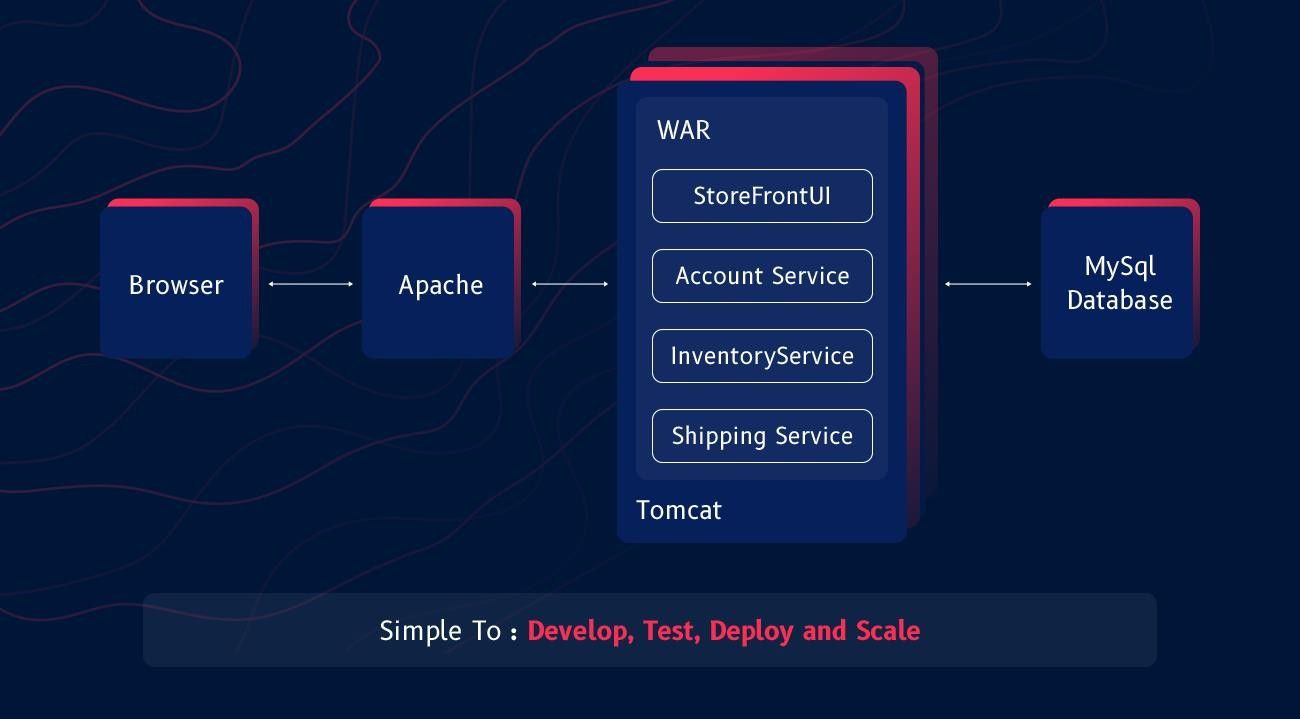 Browser
Apache
WAR
StoreFrontUI
Account Service
InventoryService
Shipping Service
Tomcat
MySql
Database
Simple To : Develop, Test, Deploy and Scale